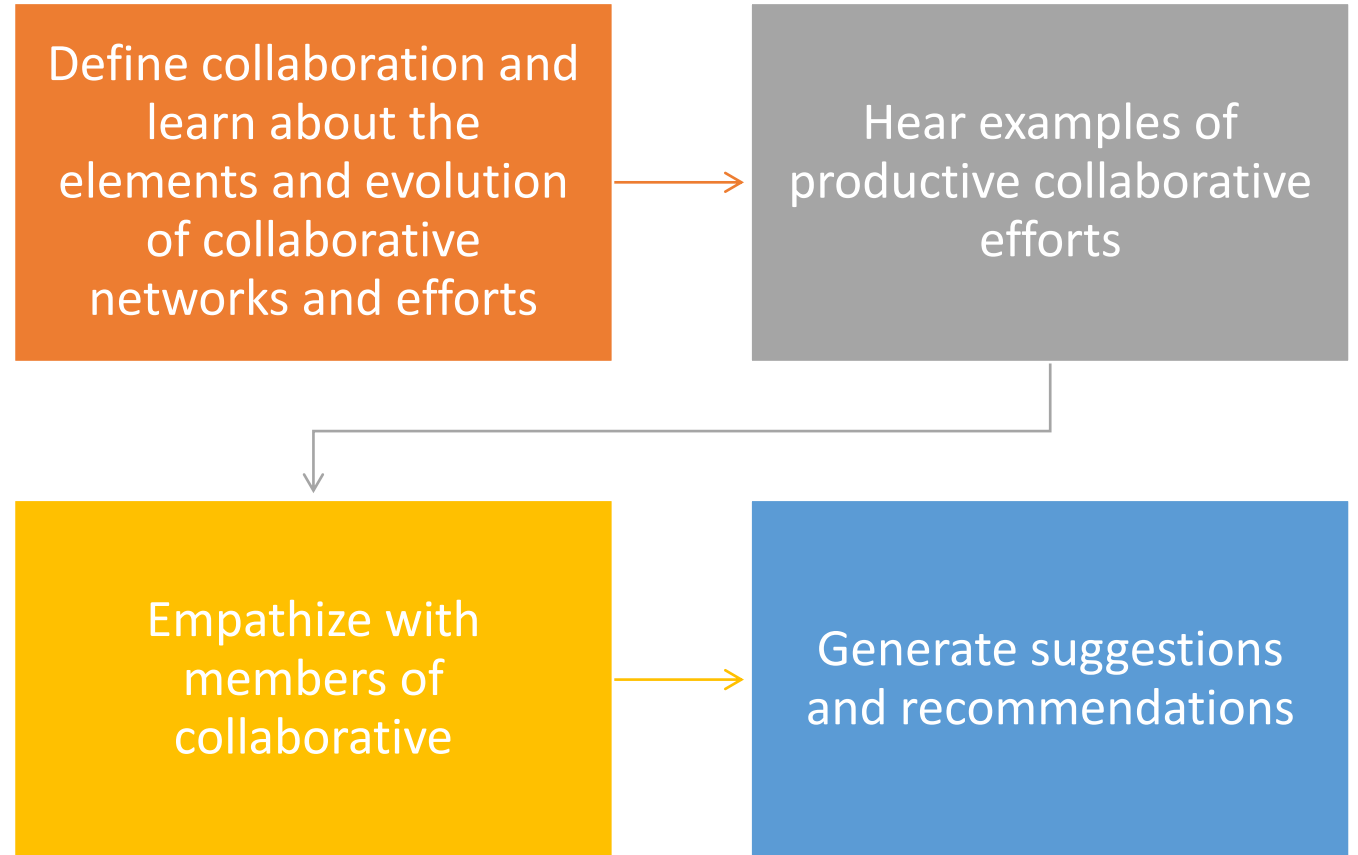 Define collaboration and
learn about the
elements and evolution
of collaborative
networks and efforts
Hear examples of
productive collaborative
efforts
Empathize with
members of
collaborative
Generate suggestions
and recommendations